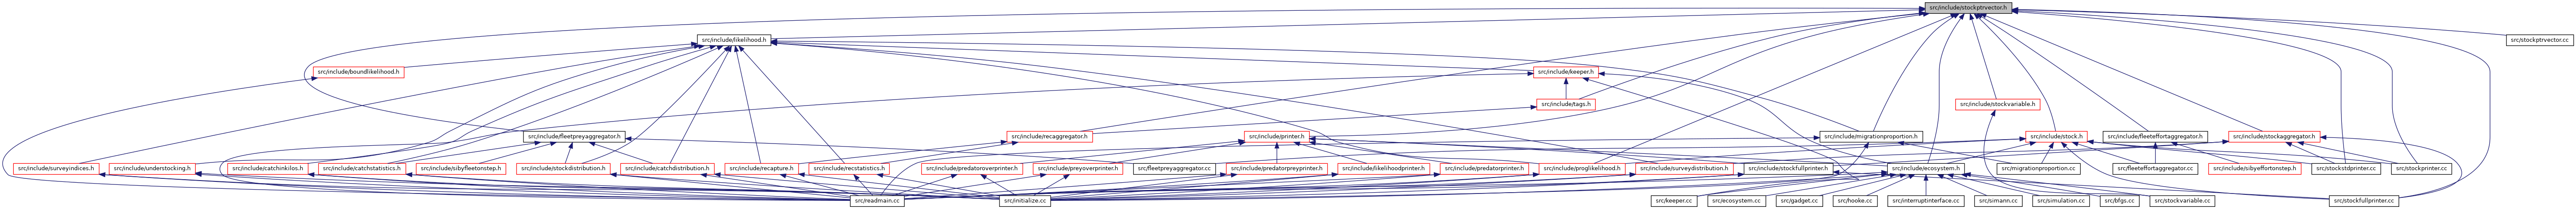 src/include/stockptrvector.h
src/include/likelihood.h
src/stockptrvector.cc
src/include/boundlikelihood.h
src/include/keeper.h
src/include/tags.h
src/include/stockvariable.h
src/include/fleetpreyaggregator.h
src/include/recaggregator.h
src/include/printer.h
src/include/migrationproportion.h
src/include/stock.h
src/include/fleeteffortaggregator.h
src/include/stockaggregator.h
src/include/surveyindices.h
src/include/understocking.h
src/include/catchinkilos.h
src/include/catchstatistics.h
src/include/sibyfleetonstep.h
src/include/stockdistribution.h
src/include/catchdistribution.h
src/include/recapture.h
src/include/recstatistics.h
src/include/predatoroverprinter.h
src/include/preyoverprinter.h
src/fleetpreyaggregator.cc
src/include/predatorpreyprinter.h
src/include/likelihoodprinter.h
src/include/predatorprinter.h
src/include/proglikelihood.h
src/include/surveydistribution.h
src/include/stockfullprinter.h
src/include/ecosystem.h
src/migrationproportion.cc
src/fleeteffortaggregator.cc
src/include/sibyeffortonstep.h
src/stockstdprinter.cc
src/stockprinter.cc
src/readmain.cc
src/initialize.cc
src/keeper.cc
src/ecosystem.cc
src/gadget.cc
src/hooke.cc
src/interruptinterface.cc
src/simann.cc
src/simulation.cc
src/bfgs.cc
src/stockvariable.cc
src/stockfullprinter.cc